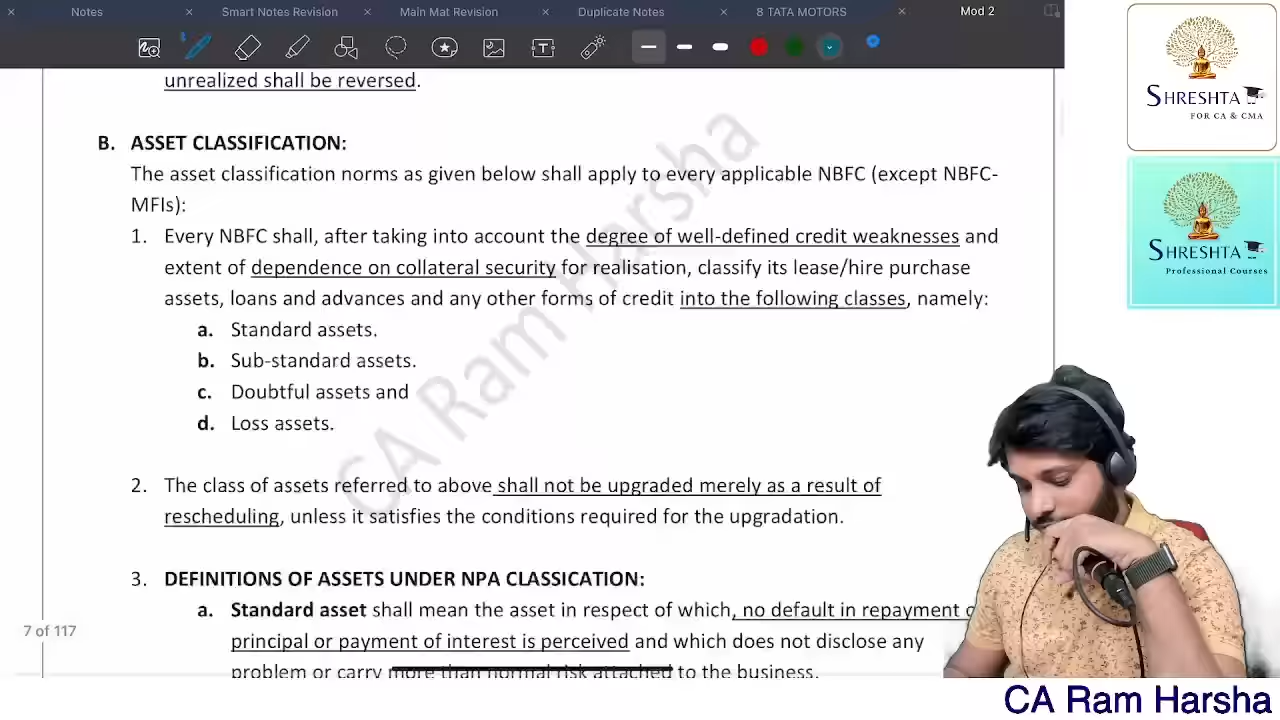 Notes
Smart Notes Revision
Main Mat Revision
Duplicate Notes
8 TATA MOTORS
Mod 2
unrealized shall be reversed.
B. ASSET CLASSIFICATION:
The asset classification norms as given below shall apply to every applicable NBFC (except NBFC-
MFIs):
1. Every NBFC shall, after taking into account the degree of well-defined credit weaknesses and
extent of dependence on collateral security for realisation, classify its lease/hire purchase
assets, loans and advances and any other forms of credit into the following classes, namely:
a. Standard assets.
b. Sub-standard assets.
c. Doubtful assets and
d. Loss assets.
2. The class of assets referred to above shall not be upgraded merely as a result of
rescheduling, unless it satisfies the conditions required for the upgradation.
3. DEFINITIONS OF ASSETS UNDER NPA CLASSICATION:
a. Standard asset shall mean the asset in respect of which, no default in repayment
principal or payment of interest is perceived and which does not disclose any
problem or carry more than normal risk attached to the business.
7 of 117
CA Ram Harsha
SHRESHTA
FOR CA & CMA
SHRESHTA
Professional Courses
CA Ram Harsha